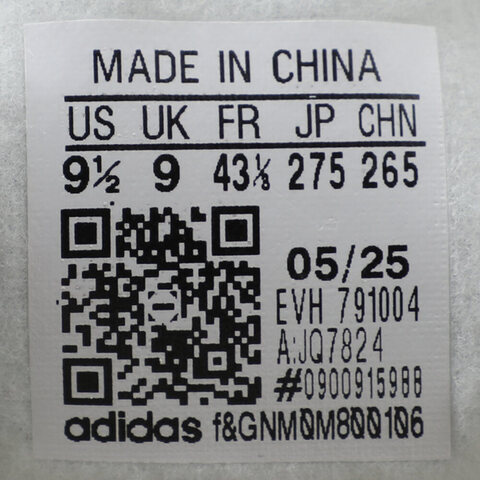 MADE IN CHINA
US UK FR JP CHN
9½ 9 43⅓ 275 265
05/25
EVH 791004
A:JQ7824
#0900915988
adidas f&GNM0M800106